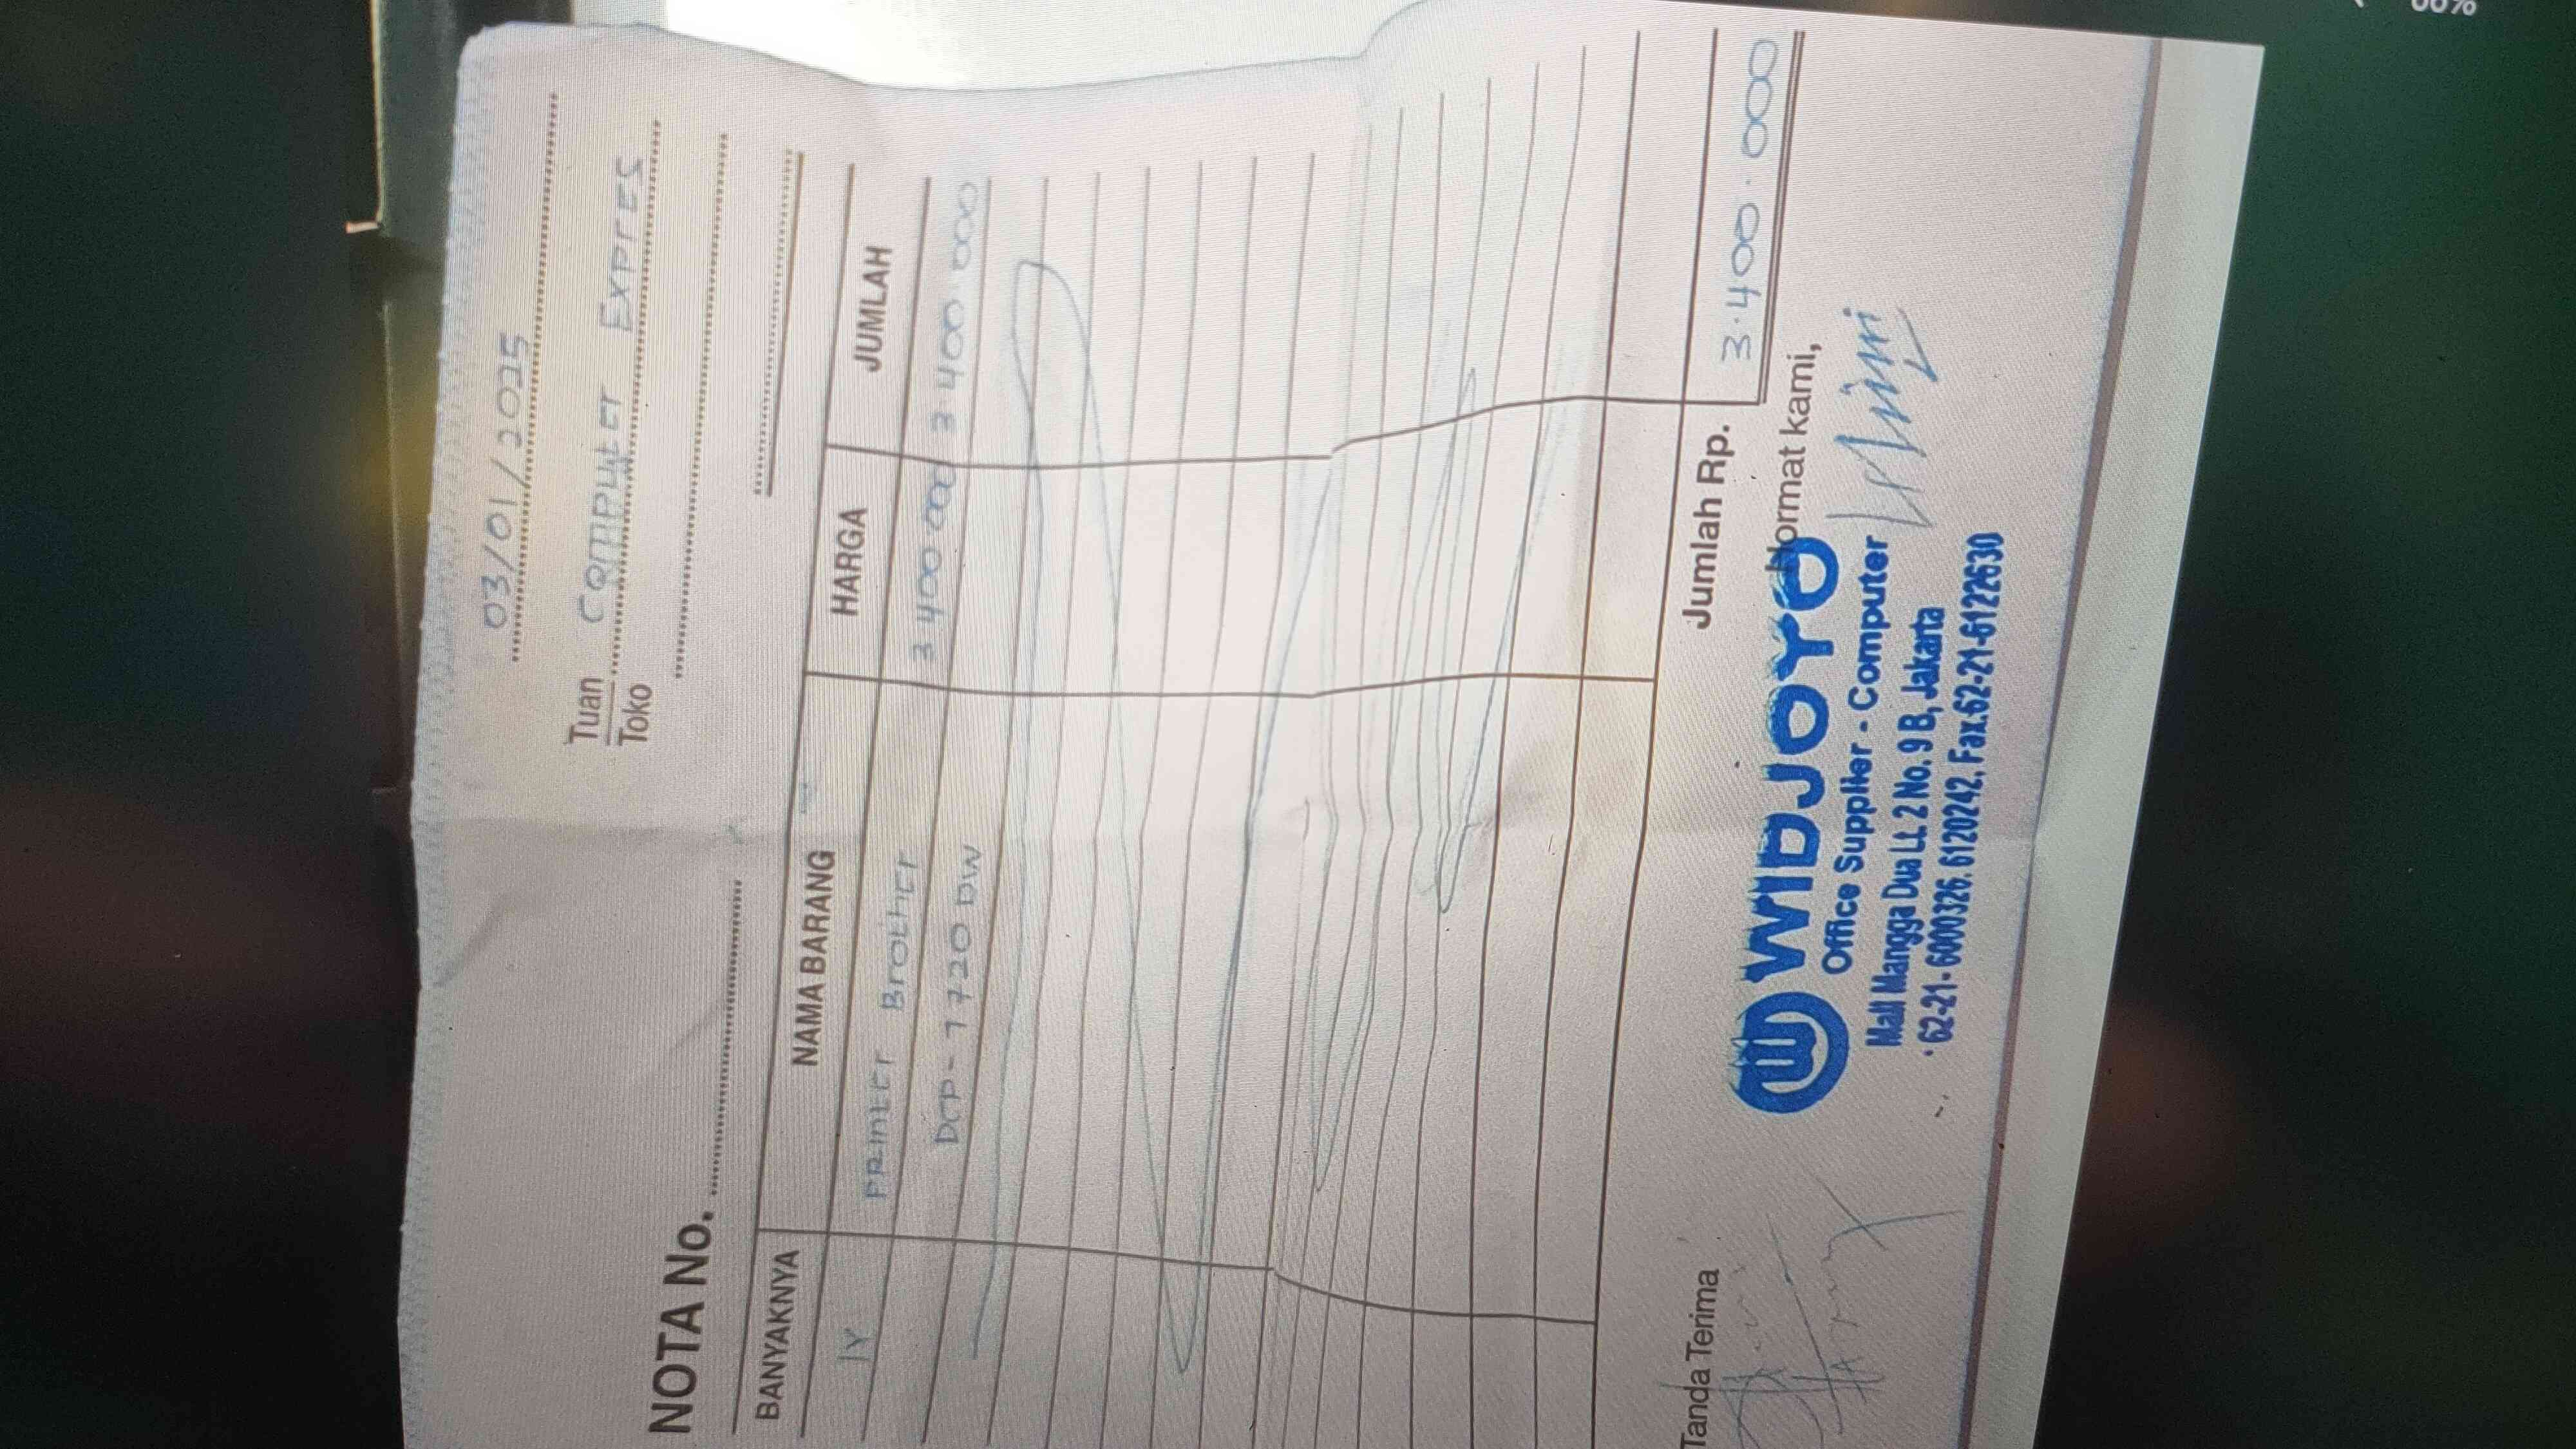 03/01/2025
Tuan Computer Expres
Toko
NOTA No.
BANYAKNYA NAMA BARANG HARGA JUMLAH
1Y Printer Brother 3 400 000 3 400.000
DCP-T720 DW
Jumlah Rp. 3.400.000
Tanda Terima Hormat kami,
WIDJOYO
Office Supplier - Computer
Mall Mangga Dua Lt. 2 No. 9 B, Jakarta
62-21- 6000326. 6120242, Fax.62-21-6122630